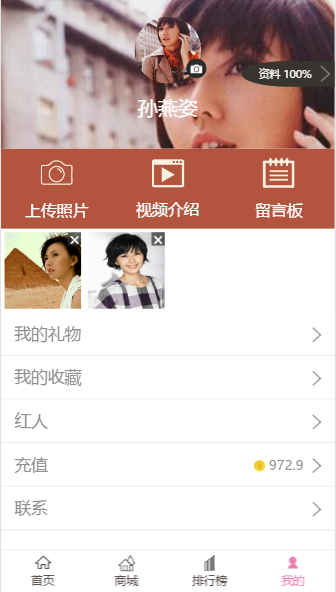 资料 100%
孙燕姿
上传照片
视频介绍
留言板
我的礼物
我的收藏
红人
充值 972.9
联系
首页
商城
排行榜
我的